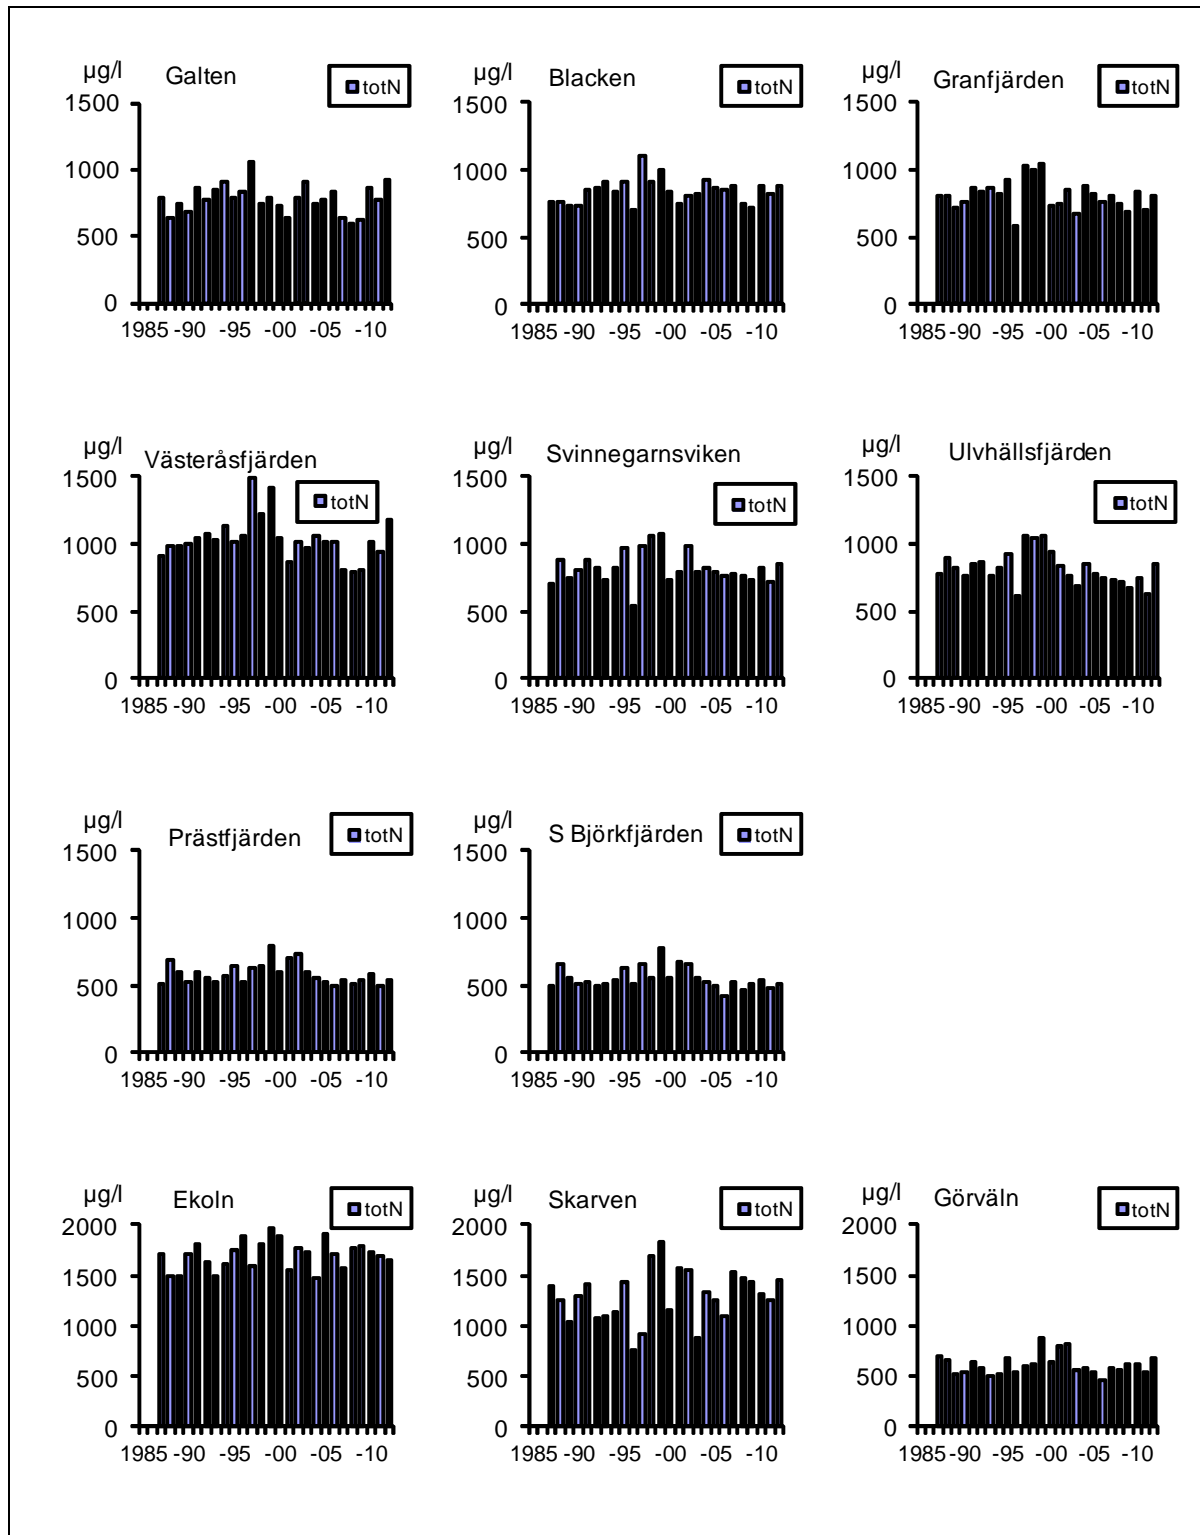 µg/l Galten totN
1500
1000
500
0
1985 -90 -95 -00 -05 -10
µg/l Blacken totN
1500
1000
500
0
1985 -90 -95 -00 -05 -10
µg/l Granfjärden totN
1500
1000
500
0
1985 -90 -95 -00 -05 -10
µg/l Västeråsfjärden totN
1500
1000
500
0
1985 -90 -95 -00 -05 -10
µg/l Svinnegarnsviken totN
1500
1000
500
0
1985 -90 -95 -00 -05 -10
µg/l Ulvhällsfjärden totN
1500
1000
500
0
1985 -90 -95 -00 -05 -10
µg/l Prästfjärden totN
1500
1000
500
0
1985 -90 -95 -00 -05 -10
µg/l S Björkfjärden totN
1500
1000
500
0
1985 -90 -95 -00 -05 -10
µg/l Ekoln totN
2000
1500
1000
500
0
1985 -90 -95 -00 -05 -10
µg/l Skarven totN
2000
1500
1000
500
0
1985 -90 -95 -00 -05 -10
µg/l Görväln totN
2000
1500
1000
500
0
1985 -90 -95 -00 -05 -10